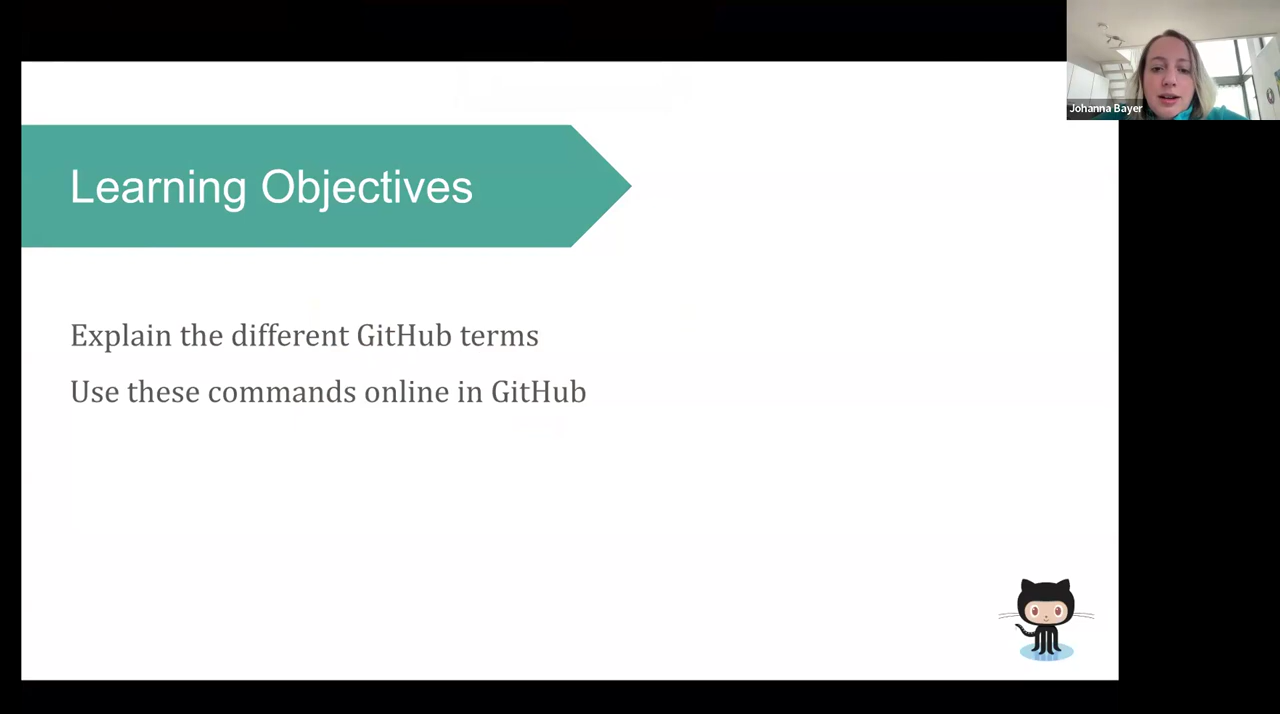 Johanna Bayer
Learning Objectives
Explain the different GitHub terms
Use these commands online in GitHub